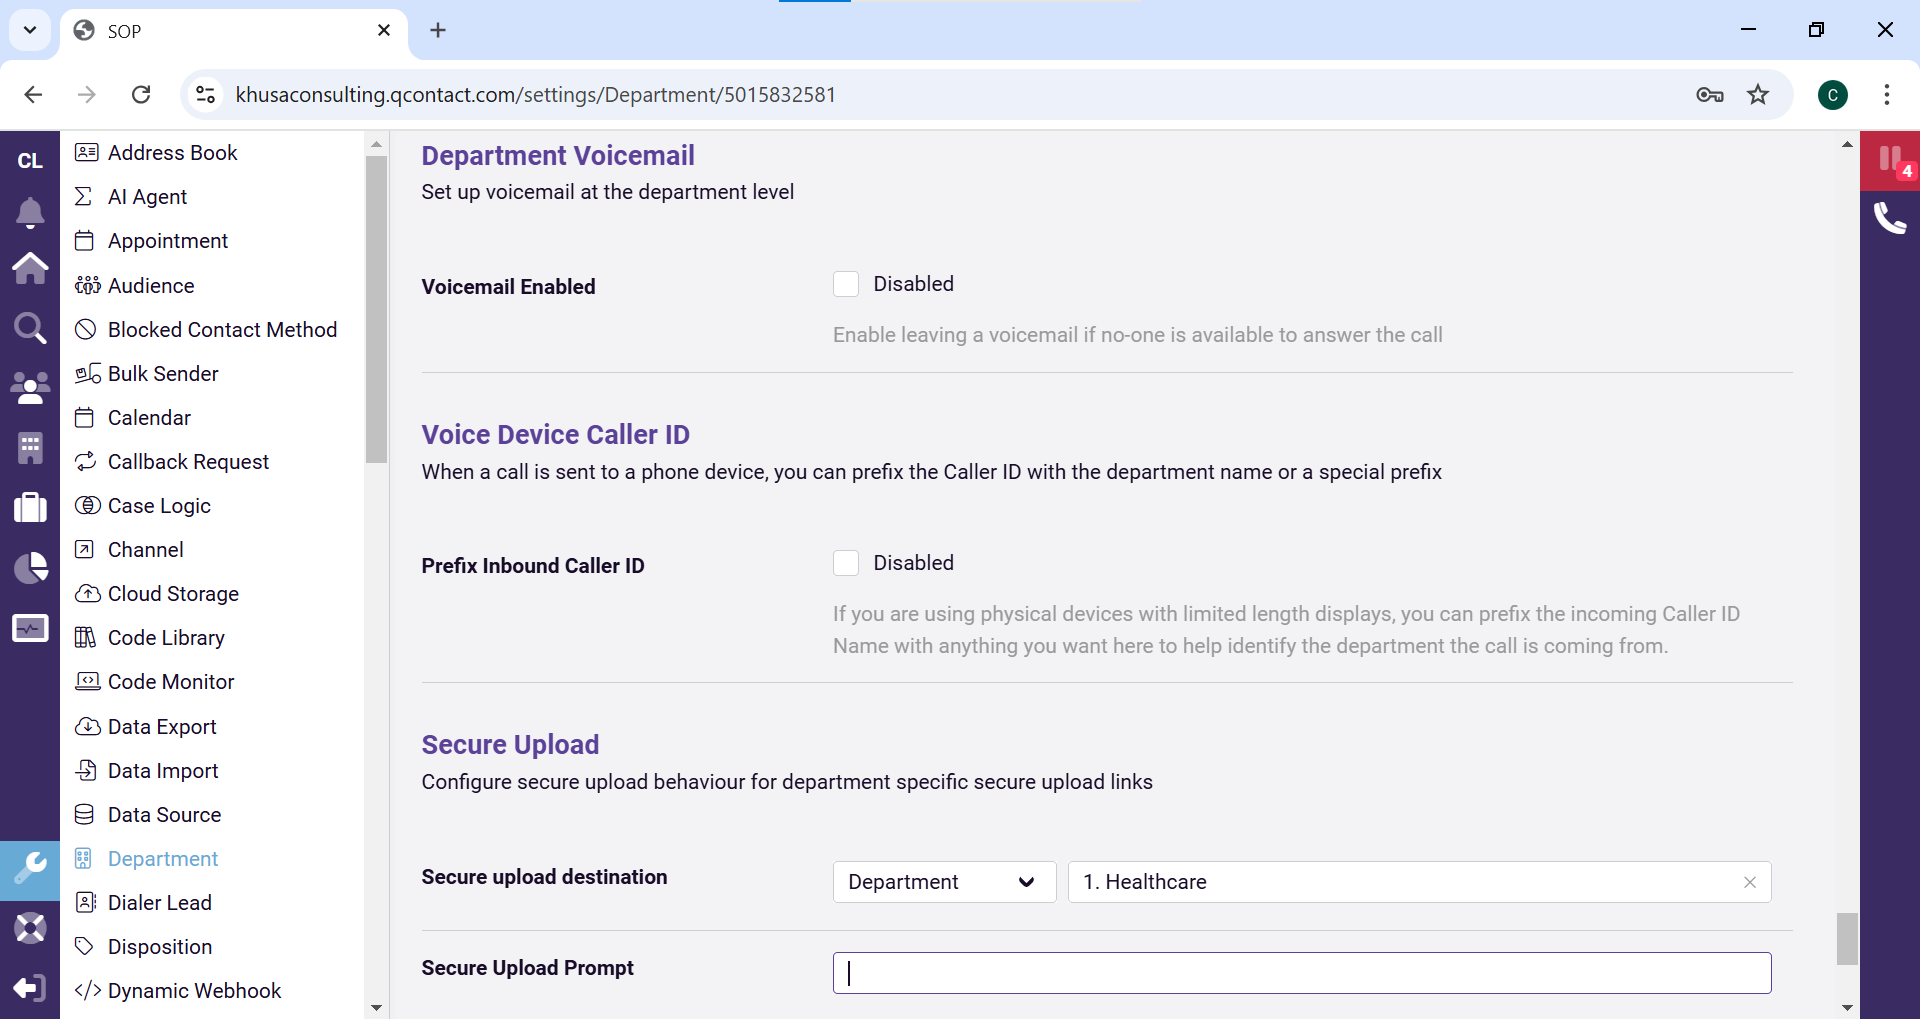 SOP
khusaconsulting.qcontact.com/settings/Department/5015832581
C
CL
4
Address Book
AI Agent
Appointment
Audience
Blocked Contact Method
Bulk Sender
Calendar
Callback Request
Case Logic
Channel
Cloud Storage
Code Library
Code Monitor
Data Export
Data Import
Data Source
Department
Dialer Lead
Disposition
Dynamic Webhook
Department Voicemail
Set up voicemail at the department level
Voicemail Enabled
Disabled
Enable leaving a voicemail if no-one is available to answer the call
Voice Device Caller ID
When a call is sent to a phone device, you can prefix the Caller ID with the department name or a special prefix
Prefix Inbound Caller ID
Disabled
If you are using physical devices with limited length displays, you can prefix the incoming Caller ID
Name with anything you want here to help identify the department the call is coming from.
Secure Upload
Configure secure upload behaviour for department specific secure upload links
Secure upload destination
Department
1. Healthcare
Secure Upload Prompt